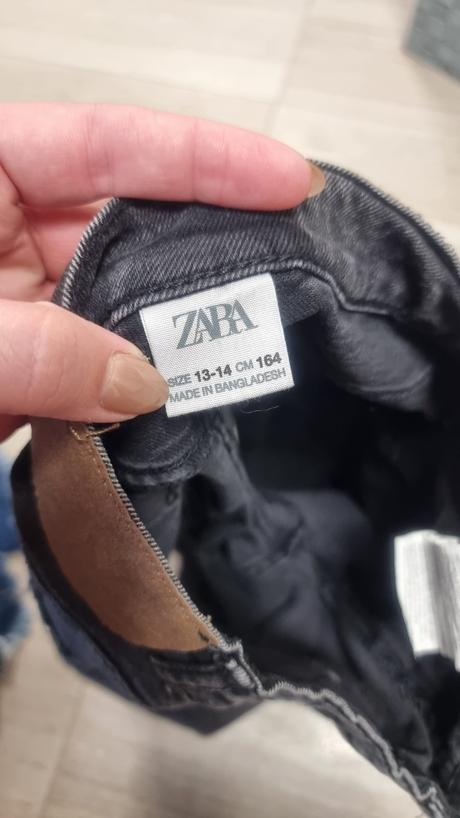 ZARA
SIZE 13-14 CM 164
MADE IN BANGLADESH